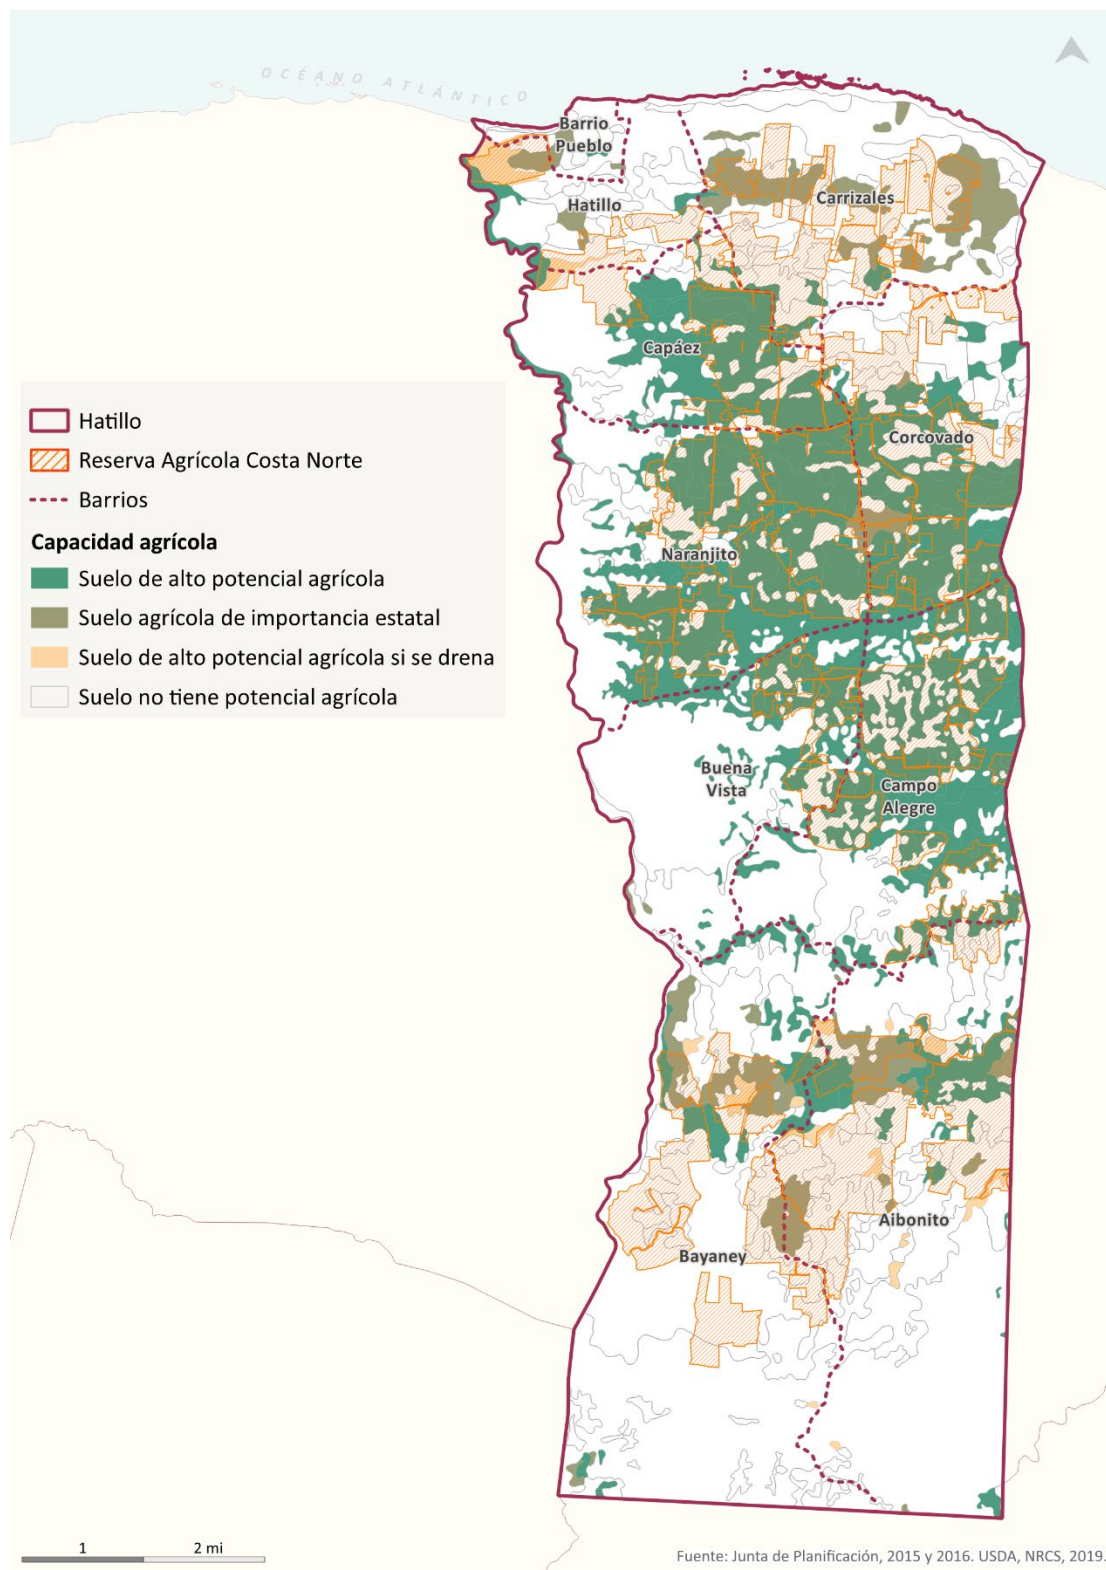 OCÉANO ATLÁNTICO
Barrio
Pueblo
Carrizales
Hatillo
Capáez
Hatillo
Reserva Agrícola Costa Norte
Barrios
Capacidad agrícola
Suelo de alto potencial agrícola
Suelo agrícola de importancia estatal
Suelo de alto potencial agrícola si se drena
Suelo no tiene potencial agrícola
Corcovado
Naranjito
Buena
Vista
Campo
Alegre
Aibonito
Bayaney
1 2 mi
Fuente: Junta de Planificación, 2015 y 2016. USDA, NRCS, 2019.